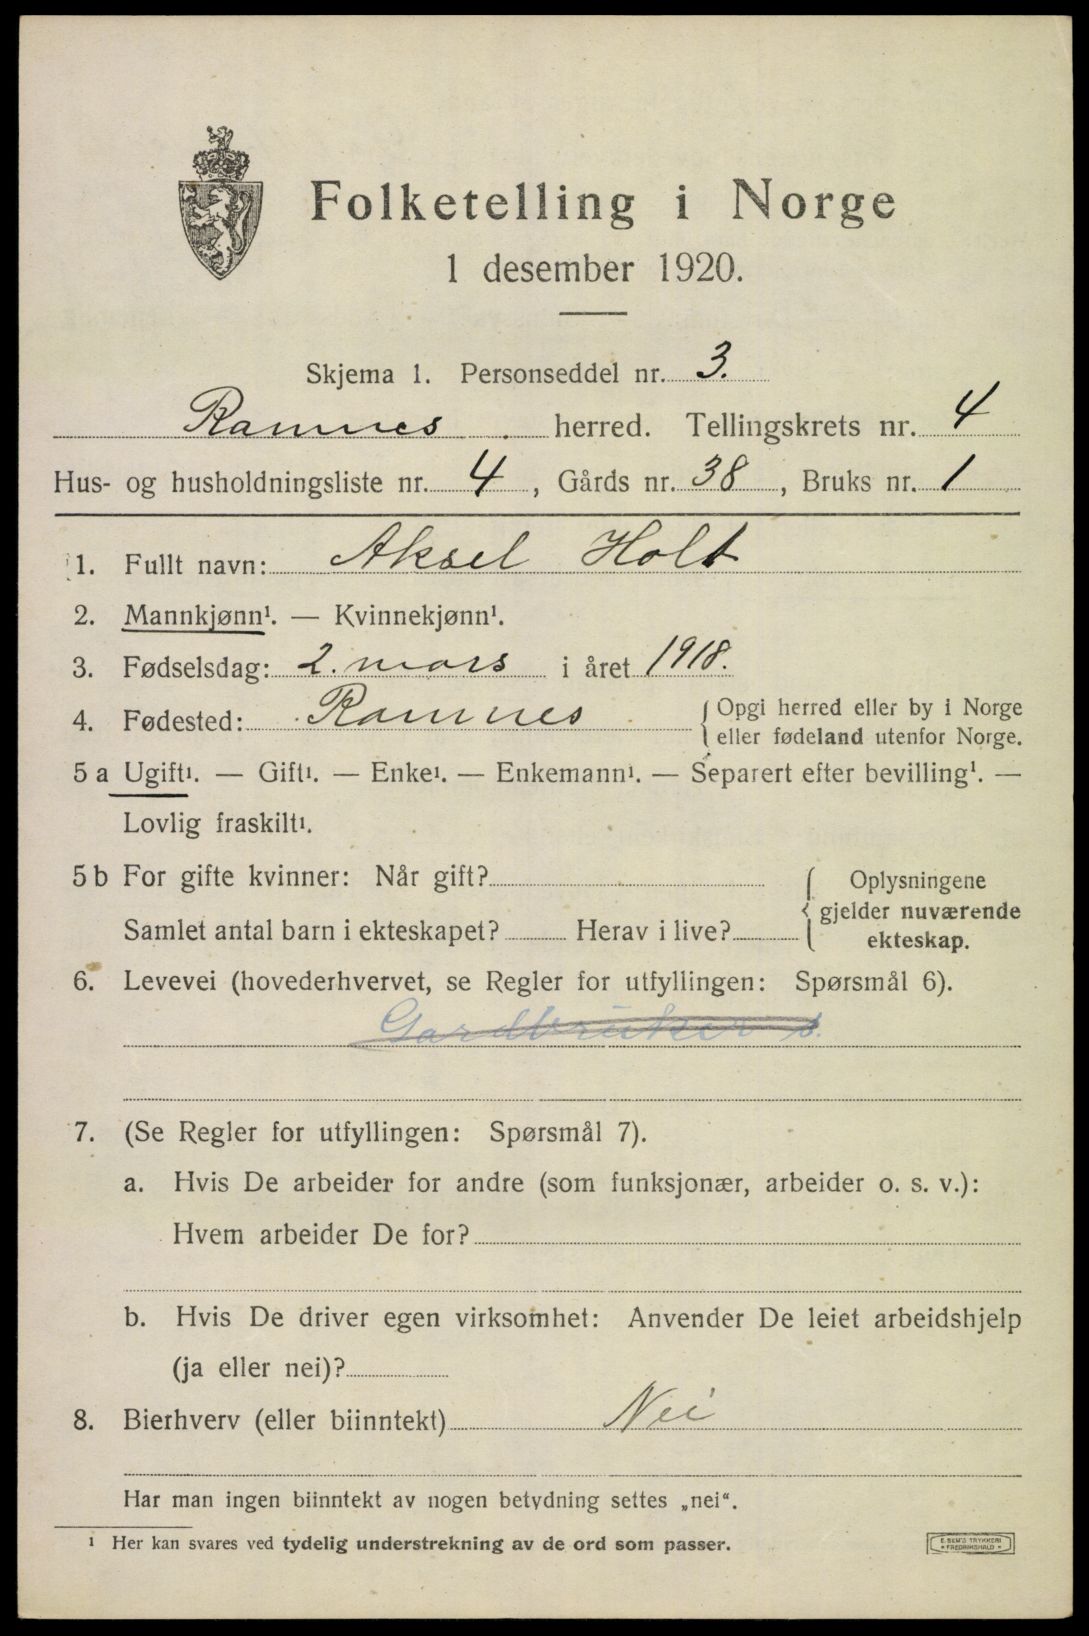 Folketelling i Norge
1 desember 1920.
Skjema 1. Personseddel nr. 3.
Ramnes herred. Tellingskrets nr. 4
Hus- og husholdningsliste nr. 4, Gårds nr. 38, Bruks nr. 1
1. Fullt navn: Aksel Holt
2. Mannkjønn¹. — Kvinnekjønn¹.
3. Fødselsdag: 2. mars i året 1918.
4. Fødested: Ramnes { Opgi herred eller by i Norge
eller fødeland utenfor Norge.
5 a Ugift¹. — Gift¹. — Enke¹. — Enkemann¹. — Separert efter bevilling¹. —
Lovlig fraskilt¹.
5 b For gifte kvinner: Når gift? { Oplysningene
gjelder nuværende
Samlet antal barn i ekteskapet? Herav i live? ekteskap.
6. Levevei (hovederhvervet, se Regler for utfyllingen: Spørsmål 6).
Gardbruker s.
7. (Se Regler for utfyllingen: Spørsmål 7).
a. Hvis De arbeider for andre (som funksjonær, arbeider o. s. v.):
Hvem arbeider De for?
b. Hvis De driver egen virksomhet: Anvender De leiet arbeidshjelp
(ja eller nei)?
8. Bierhverv (eller biinntekt) Nei
Har man ingen biinntekt av nogen betydning settes „nei“.
¹ Her kan svares ved tydelig understrekning av de ord som passer.
E. SEM'S TRYKKERI
* FREDRIKSHALD *